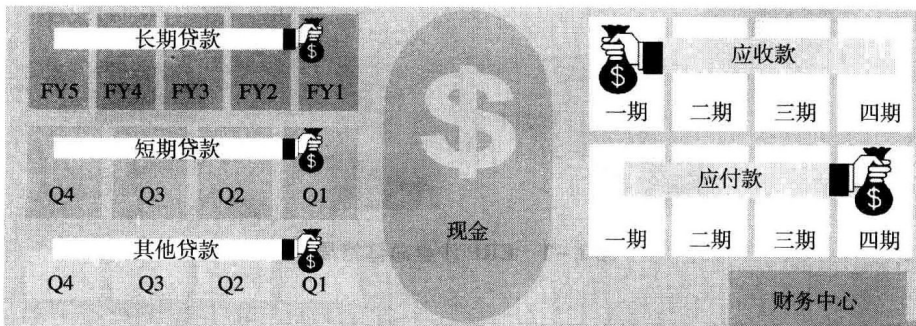 长期贷款
FY5 FY4 FY3 FY2 FY1
短期贷款
Q4 Q3 Q2 Q1
其他贷款
Q4 Q3 Q2 Q1
$
现金
应收款
一期 二期 三期 四期
应付款
一期 二期 三期 四期
财务中心